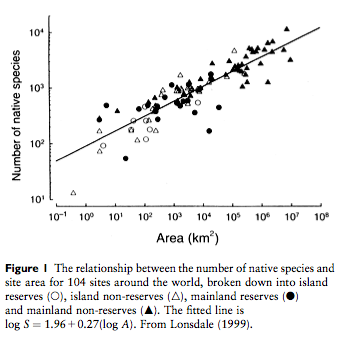 10⁴
10³
10²
10¹
Number of native species
10⁻¹ 10⁰ 10¹ 10² 10³ 10⁴ 10⁵ 10⁶ 10⁷ 10⁸
Area (km²)
Figure 1 The relationship between the number of native species and
site area for 104 sites around the world, broken down into island
reserves (○), island non-reserves (△), mainland reserves (●)
and mainland non-reserves (▲). The fitted line is
log S = 1.96+0.27(log A). From Lonsdale (1999).